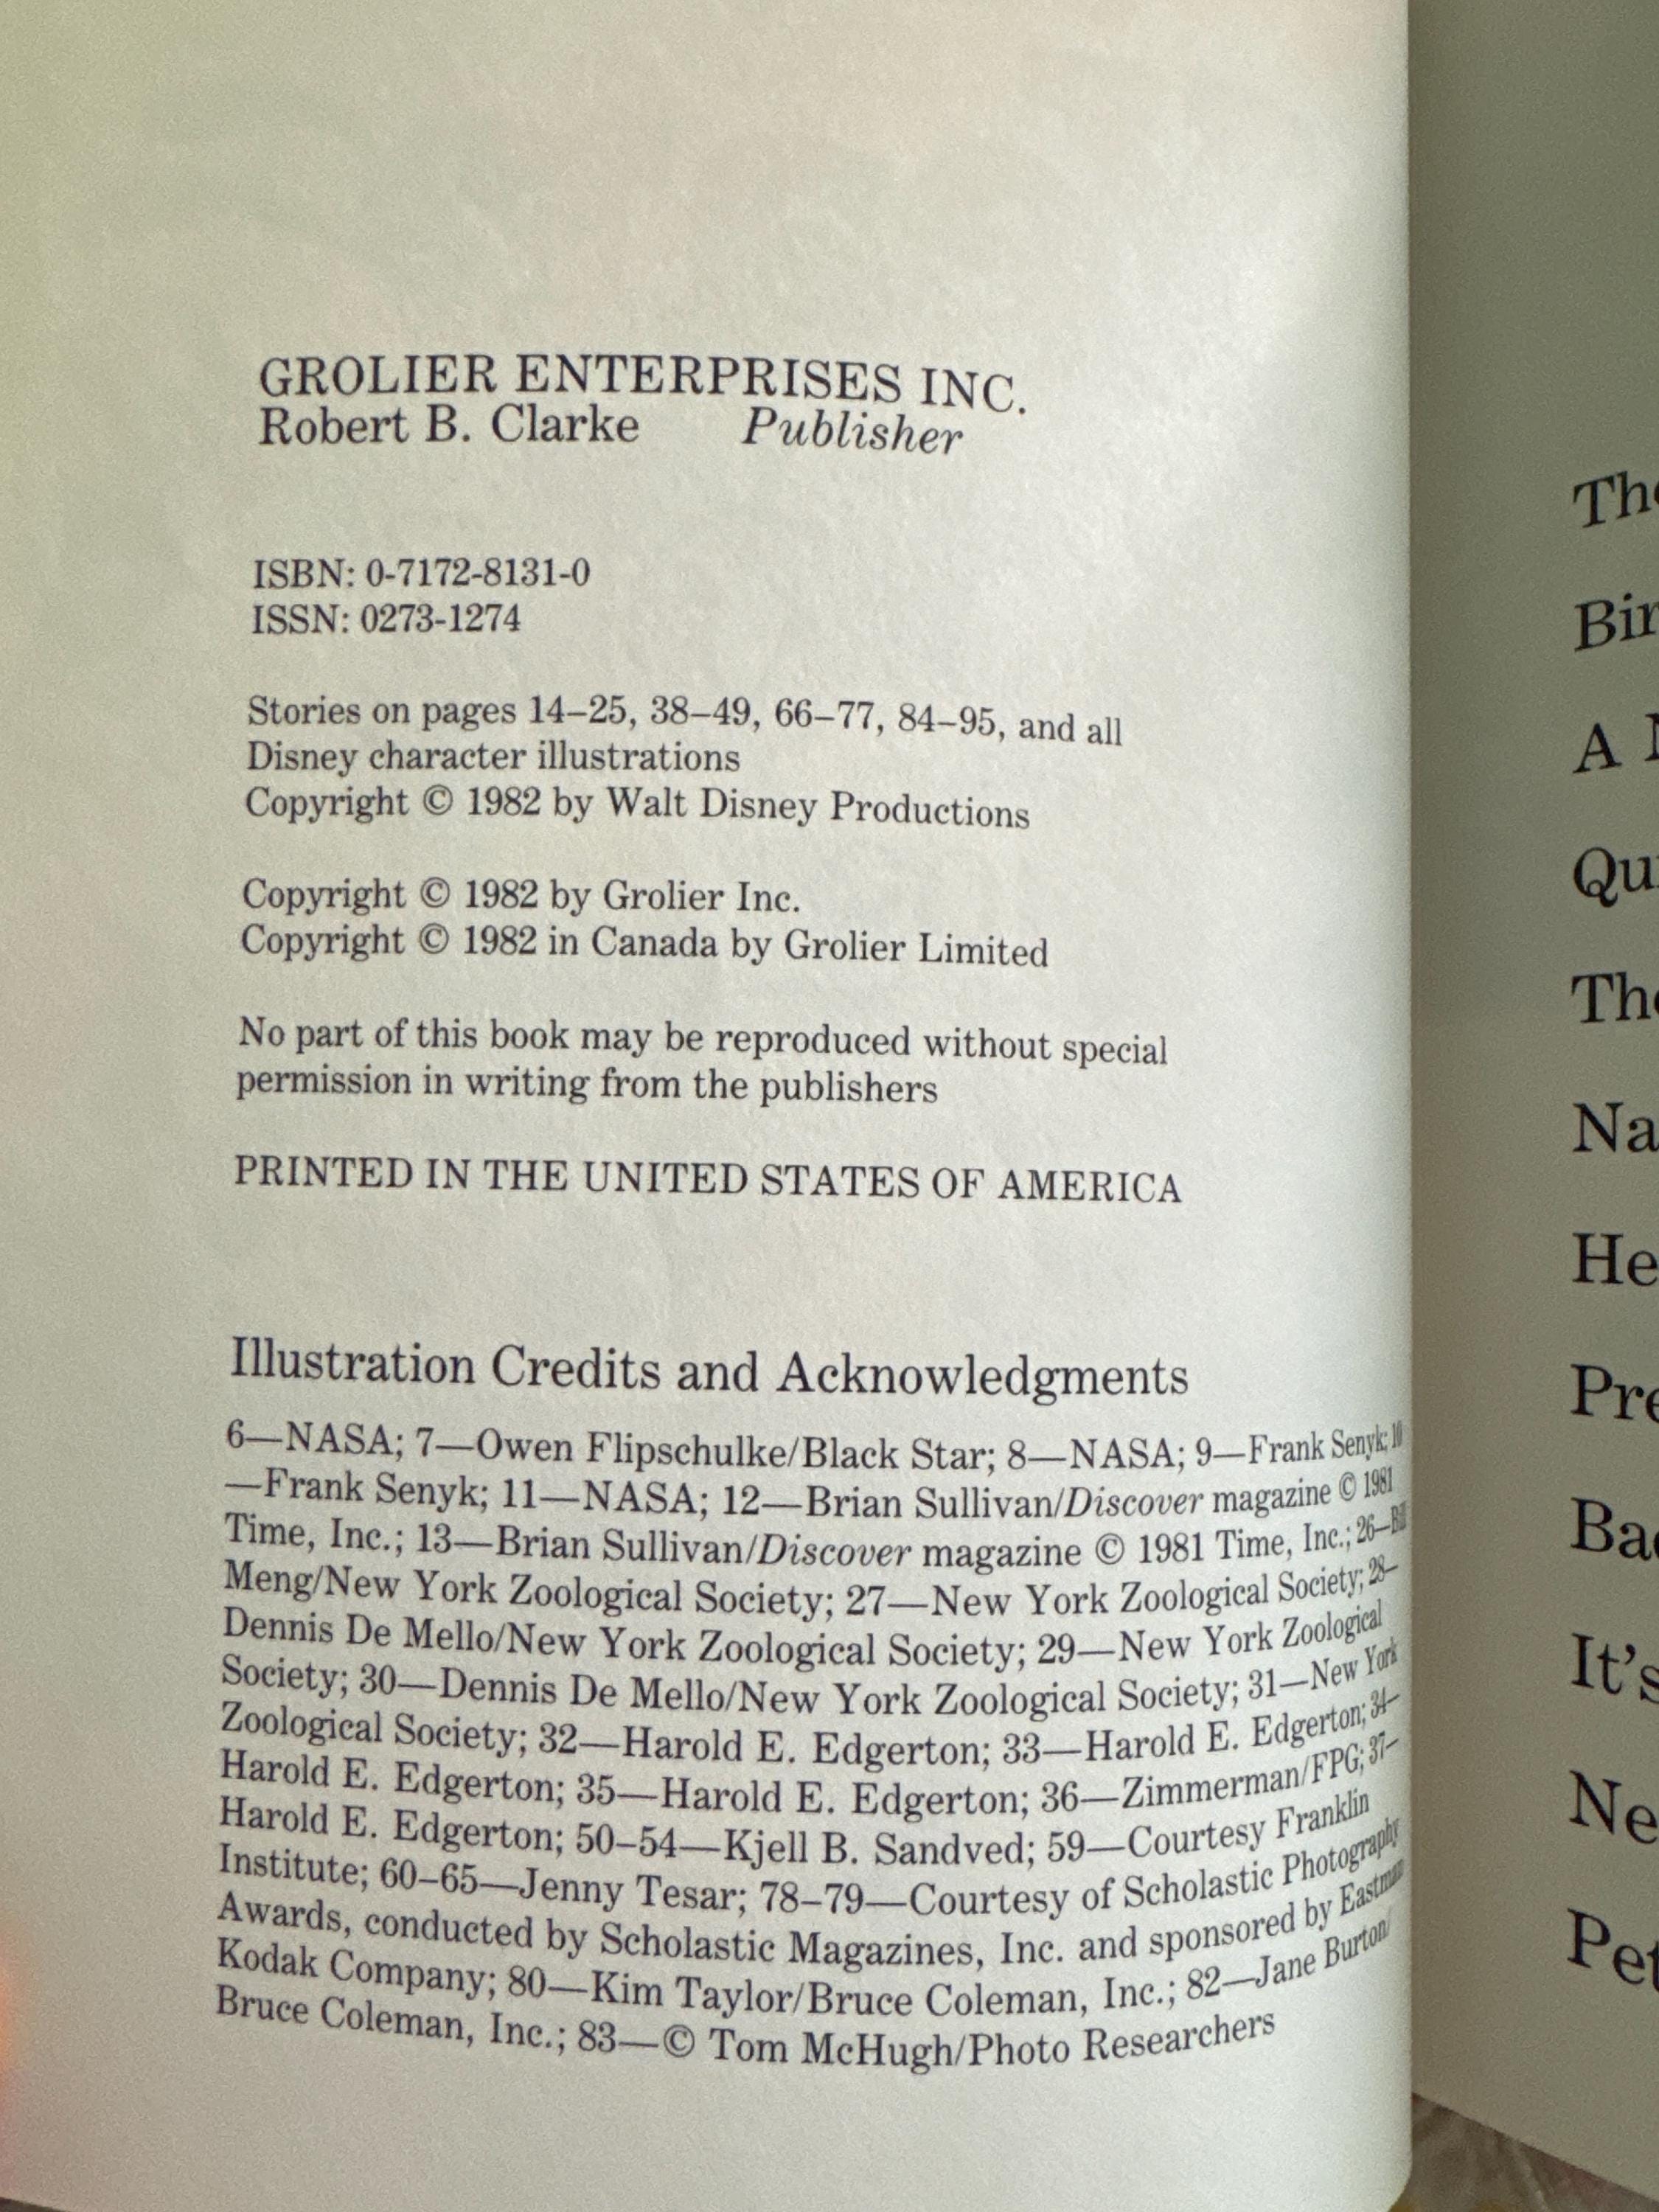 GROLIER ENTERPRISES INC.
Robert B. Clarke Publisher
ISBN: 0-7172-8131-0
ISSN: 0273-1274
Stories on pages 14–25, 38–49, 66–77, 84–95, and all
Disney character illustrations
Copyright © 1982 by Walt Disney Productions
Copyright © 1982 by Grolier Inc.
Copyright © 1982 in Canada by Grolier Limited
No part of this book may be reproduced without special
permission in writing from the publishers
PRINTED IN THE UNITED STATES OF AMERICA
Illustration Credits and Acknowledgments
6—NASA; 7—Owen Flipschulke/Black Star; 8—NASA; 9—Frank Senyk; 10
—Frank Senyk; 11—NASA; 12—Brian Sullivan/Discover magazine © 1981
Time, Inc.; 13—Brian Sullivan/Discover magazine © 1981 Time, Inc.; 26—Bill
Meng/New York Zoological Society; 27—New York Zoological Society; 28—
Dennis De Mello/New York Zoological Society; 29—New York Zoological
Society; 30—Dennis De Mello/New York Zoological Society; 31—New York
Zoological Society; 32—Harold E. Edgerton; 33—Harold E. Edgerton; 34—
Harold E. Edgerton; 35—Harold E. Edgerton; 36—Zimmerman/FPG; 37—
Harold E. Edgerton; 50–54—Kjell B. Sandved; 59—Courtesy Franklin
Institute; 60–65—Jenny Tesar; 78–79—Courtesy of Scholastic Photography
Awards, conducted by Scholastic Magazines, Inc. and sponsored by Eastman
Kodak Company; 80—Kim Taylor/Bruce Coleman, Inc.; 82—Jane Burton/
Bruce Coleman, Inc.; 83—© Tom McHugh/Photo Researchers
A
It's